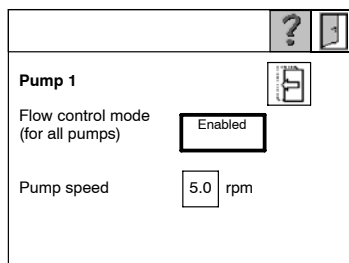 ?
Pump 1
Flow control mode
(for all pumps)
Enabled
Pump speed
5.0 rpm